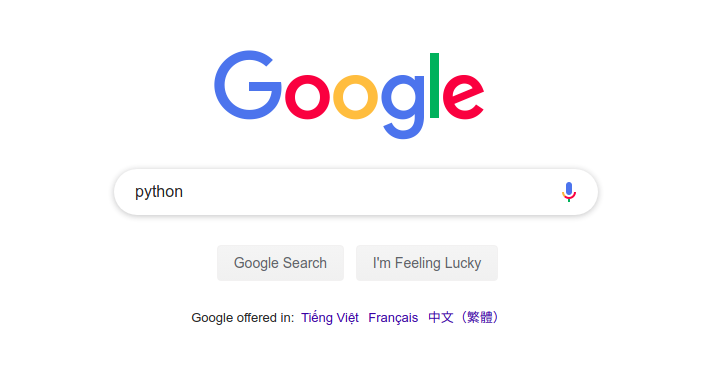 Google
python
Google Search I'm Feeling Lucky
Google offered in: Tiếng Việt Français 中文（繁體）